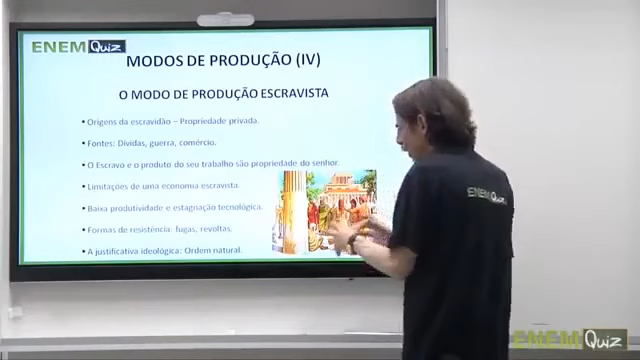 ENEM Quiz
MODOS DE PRODUÇÃO (IV)
O MODO DE PRODUÇÃO ESCRAVISTA
• Origens da escravidão – Propriedade privada.
• Fontes: Dívidas, guerra, comércio.
• O Escravo e o produto do seu trabalho são propriedade do senhor.
• Limitações de uma economia escravista.
• Baixa produtividade e estagnação tecnológica.
• Formas de resistência: fugas, revoltas.
• A justificativa ideológica: Ordem natural.
ENEM Quiz
ENEM Quiz